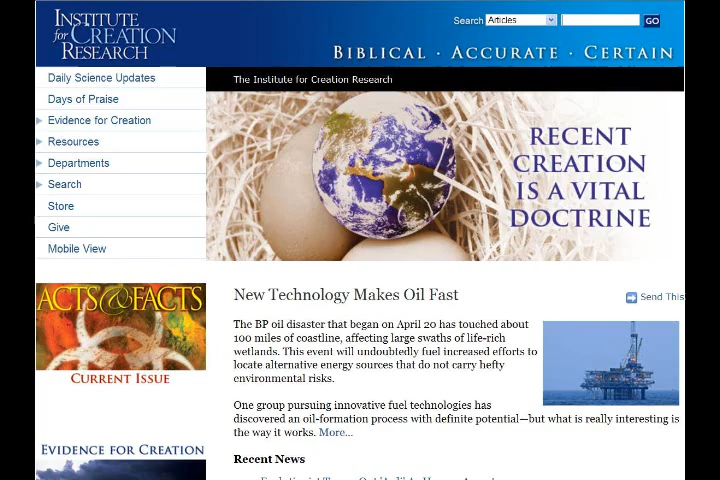 INSTITUTE
for CREATION
RESEARCH
Search Articles GO
BIBLICAL · ACCURATE · CERTAIN
Daily Science Updates
Days of Praise
Evidence for Creation
Resources
Departments
Search
Store
Give
Mobile View
The Institute for Creation Research
RECENT
CREATION
IS A VITAL
DOCTRINE
ACTS & FACTS
CURRENT ISSUE
EVIDENCE FOR CREATION
New Technology Makes Oil Fast
Send This
The BP oil disaster that began on April 20 has touched about
100 miles of coastline, affecting large swaths of life-rich
wetlands. This event will undoubtedly fuel increased efforts to
locate alternative energy sources that do not carry hefty
environmental risks.
One group pursuing innovative fuel technologies has
discovered an oil-formation process with definite potential—but what is really interesting is
the way it works. More...
Recent News